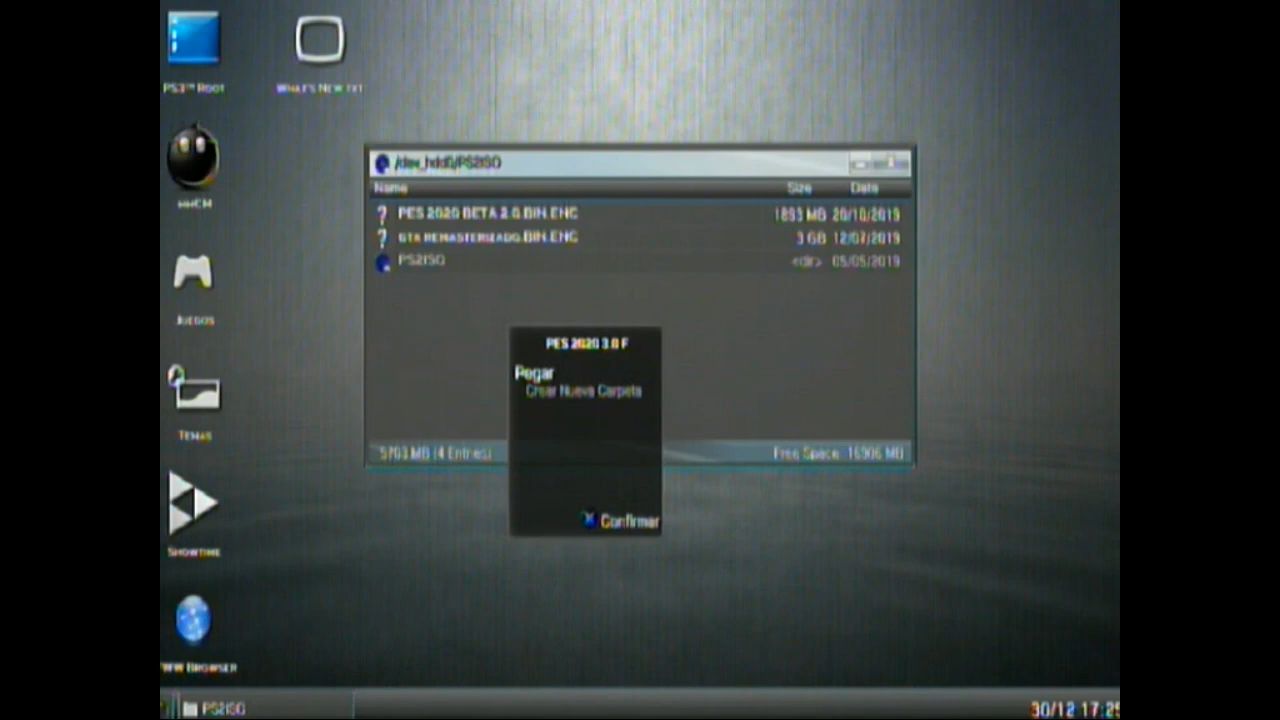 PS3™ Root
What's New.txt
mmCM
Juegos
Temas
Showtime
WWW Browser
/dev_hdd0/PS2ISO
Name Size Date
PES 2020 BETA 2.0.BIN.ENC 1893 MB 20/10/2019
GTA REMASTERIZADO.BIN.ENC 3 GB 12/07/2019
PS2ISO <dir> 05/05/2019
PES 2020 3.0 F
Pegar
Crear Nueva Carpeta
Confirmar
5703 MB (4 Entries) Free Space: 16906 MB
PS2ISO
30/12 17:25